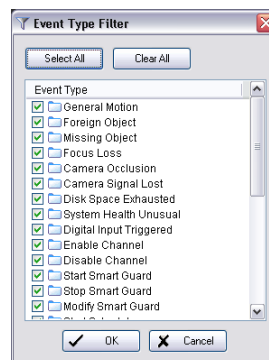 Event Type Filter
Select All Clear All
Event Type
General Motion
Foreign Object
Missing Object
Focus Loss
Camera Occlusion
Camera Signal Lost
Disk Space Exhausted
System Health Unusual
Digital Input Triggered
Enable Channel
Disable Channel
Start Smart Guard
Stop Smart Guard
Modify Smart Guard
OK Cancel